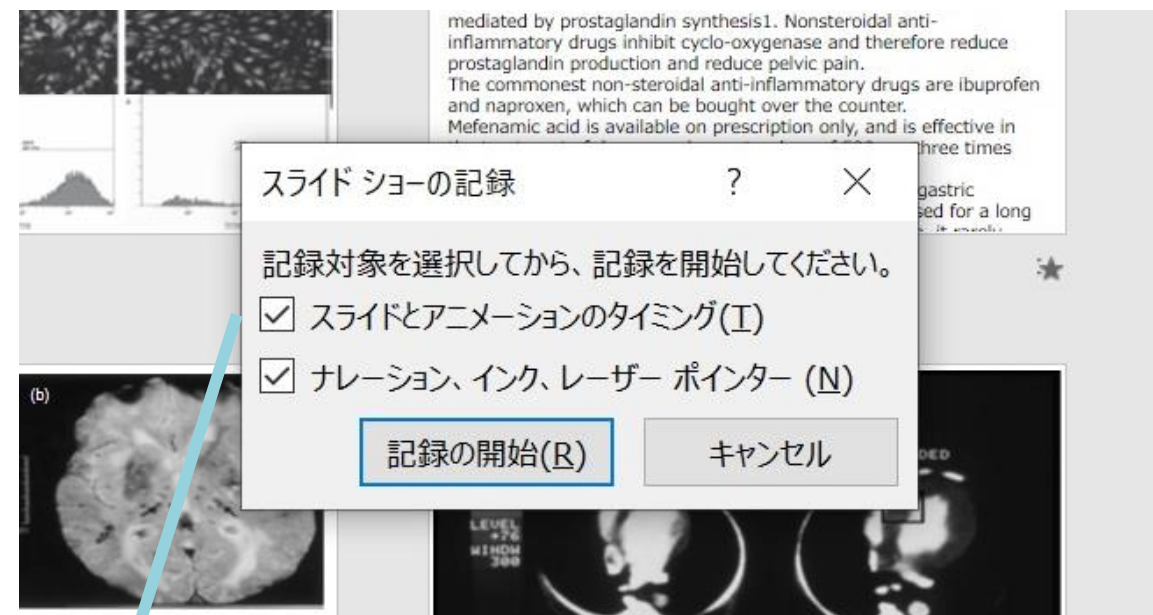 mediated by prostaglandin synthesis1. Nonsteroidal anti-
inflammatory drugs inhibit cyclo-oxygenase and therefore reduce
prostaglandin production and reduce pelvic pain.
The commonest non-steroidal anti-inflammatory drugs are ibuprofen
and naproxen, which can be bought over the counter.
Mefenamic acid is available on prescription only, and is effective in
three times
gastric
sed for a long
スライド ショーの記録 ? ×
記録対象を選択してから、記録を開始してください。
スライドとアニメーションのタイミング(T)
ナレーション、インク、レーザー ポインター (N)
記録の開始(R) キャンセル
(b)
DED
LEVEL
+76
WINDW
300